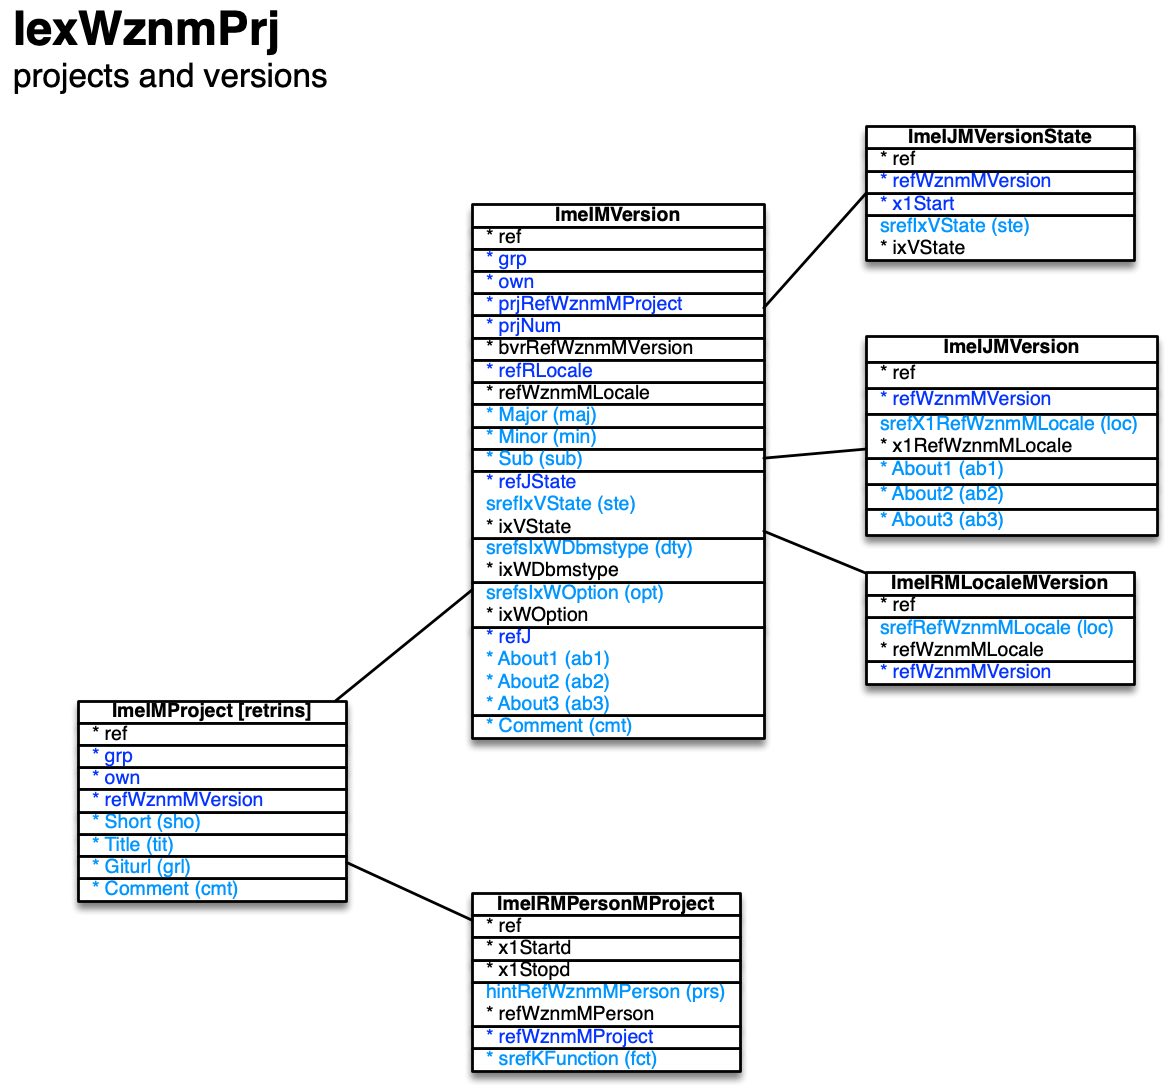 IexWznmPrj
projects and versions
ImeIJMVersionState
* ref
* refWznmMVersion
* x1Start
srefIxVState (ste)
* ixVState
ImeIMVersion
* ref
* grp
* own
* prjRefWznmMProject
* prjNum
* bvrRefWznmMVersion
* refRLocale
* refWznmMLocale
* Major (maj)
* Minor (min)
* Sub (sub)
* refJState
srefIxVState (ste)
* ixVState
srefsIxWDbmstype (dty)
* ixWDbmstype
srefsIxWOption (opt)
* ixWOption
* refJ
* About1 (ab1)
* About2 (ab2)
* About3 (ab3)
* Comment (cmt)
ImeIJMVersion
* ref
* refWznmMVersion
srefX1RefWznmMLocale (loc)
* x1RefWznmMLocale
* About1 (ab1)
* About2 (ab2)
* About3 (ab3)
ImeIRMLocaleMVersion
* ref
srefRefWznmMLocale (loc)
* refWznmMLocale
* refWznmMVersion
ImeIMProject [retrins]
* ref
* grp
* own
* refWznmMVersion
* Short (sho)
* Title (tit)
* Giturl (grl)
* Comment (cmt)
ImeIRMPersonMProject
* ref
* x1Startd
* x1Stopd
hintRefWznmMPerson (prs)
* refWznmMPerson
* refWznmMProject
* srefKFunction (fct)